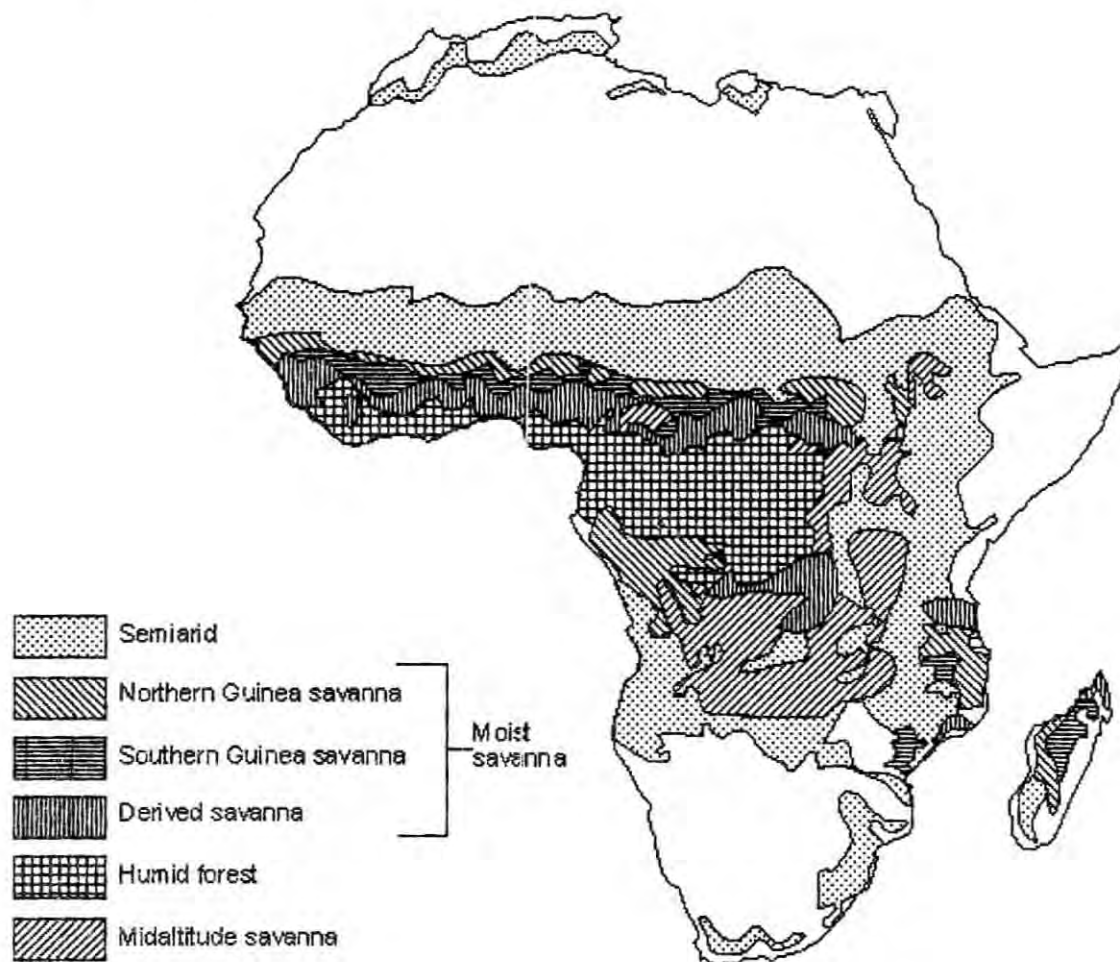 Semiarid
Northern Guinea savanna
Southern Guinea savanna
Moist
savanna
Derived savanna
Humid forest
Midaltitude savanna